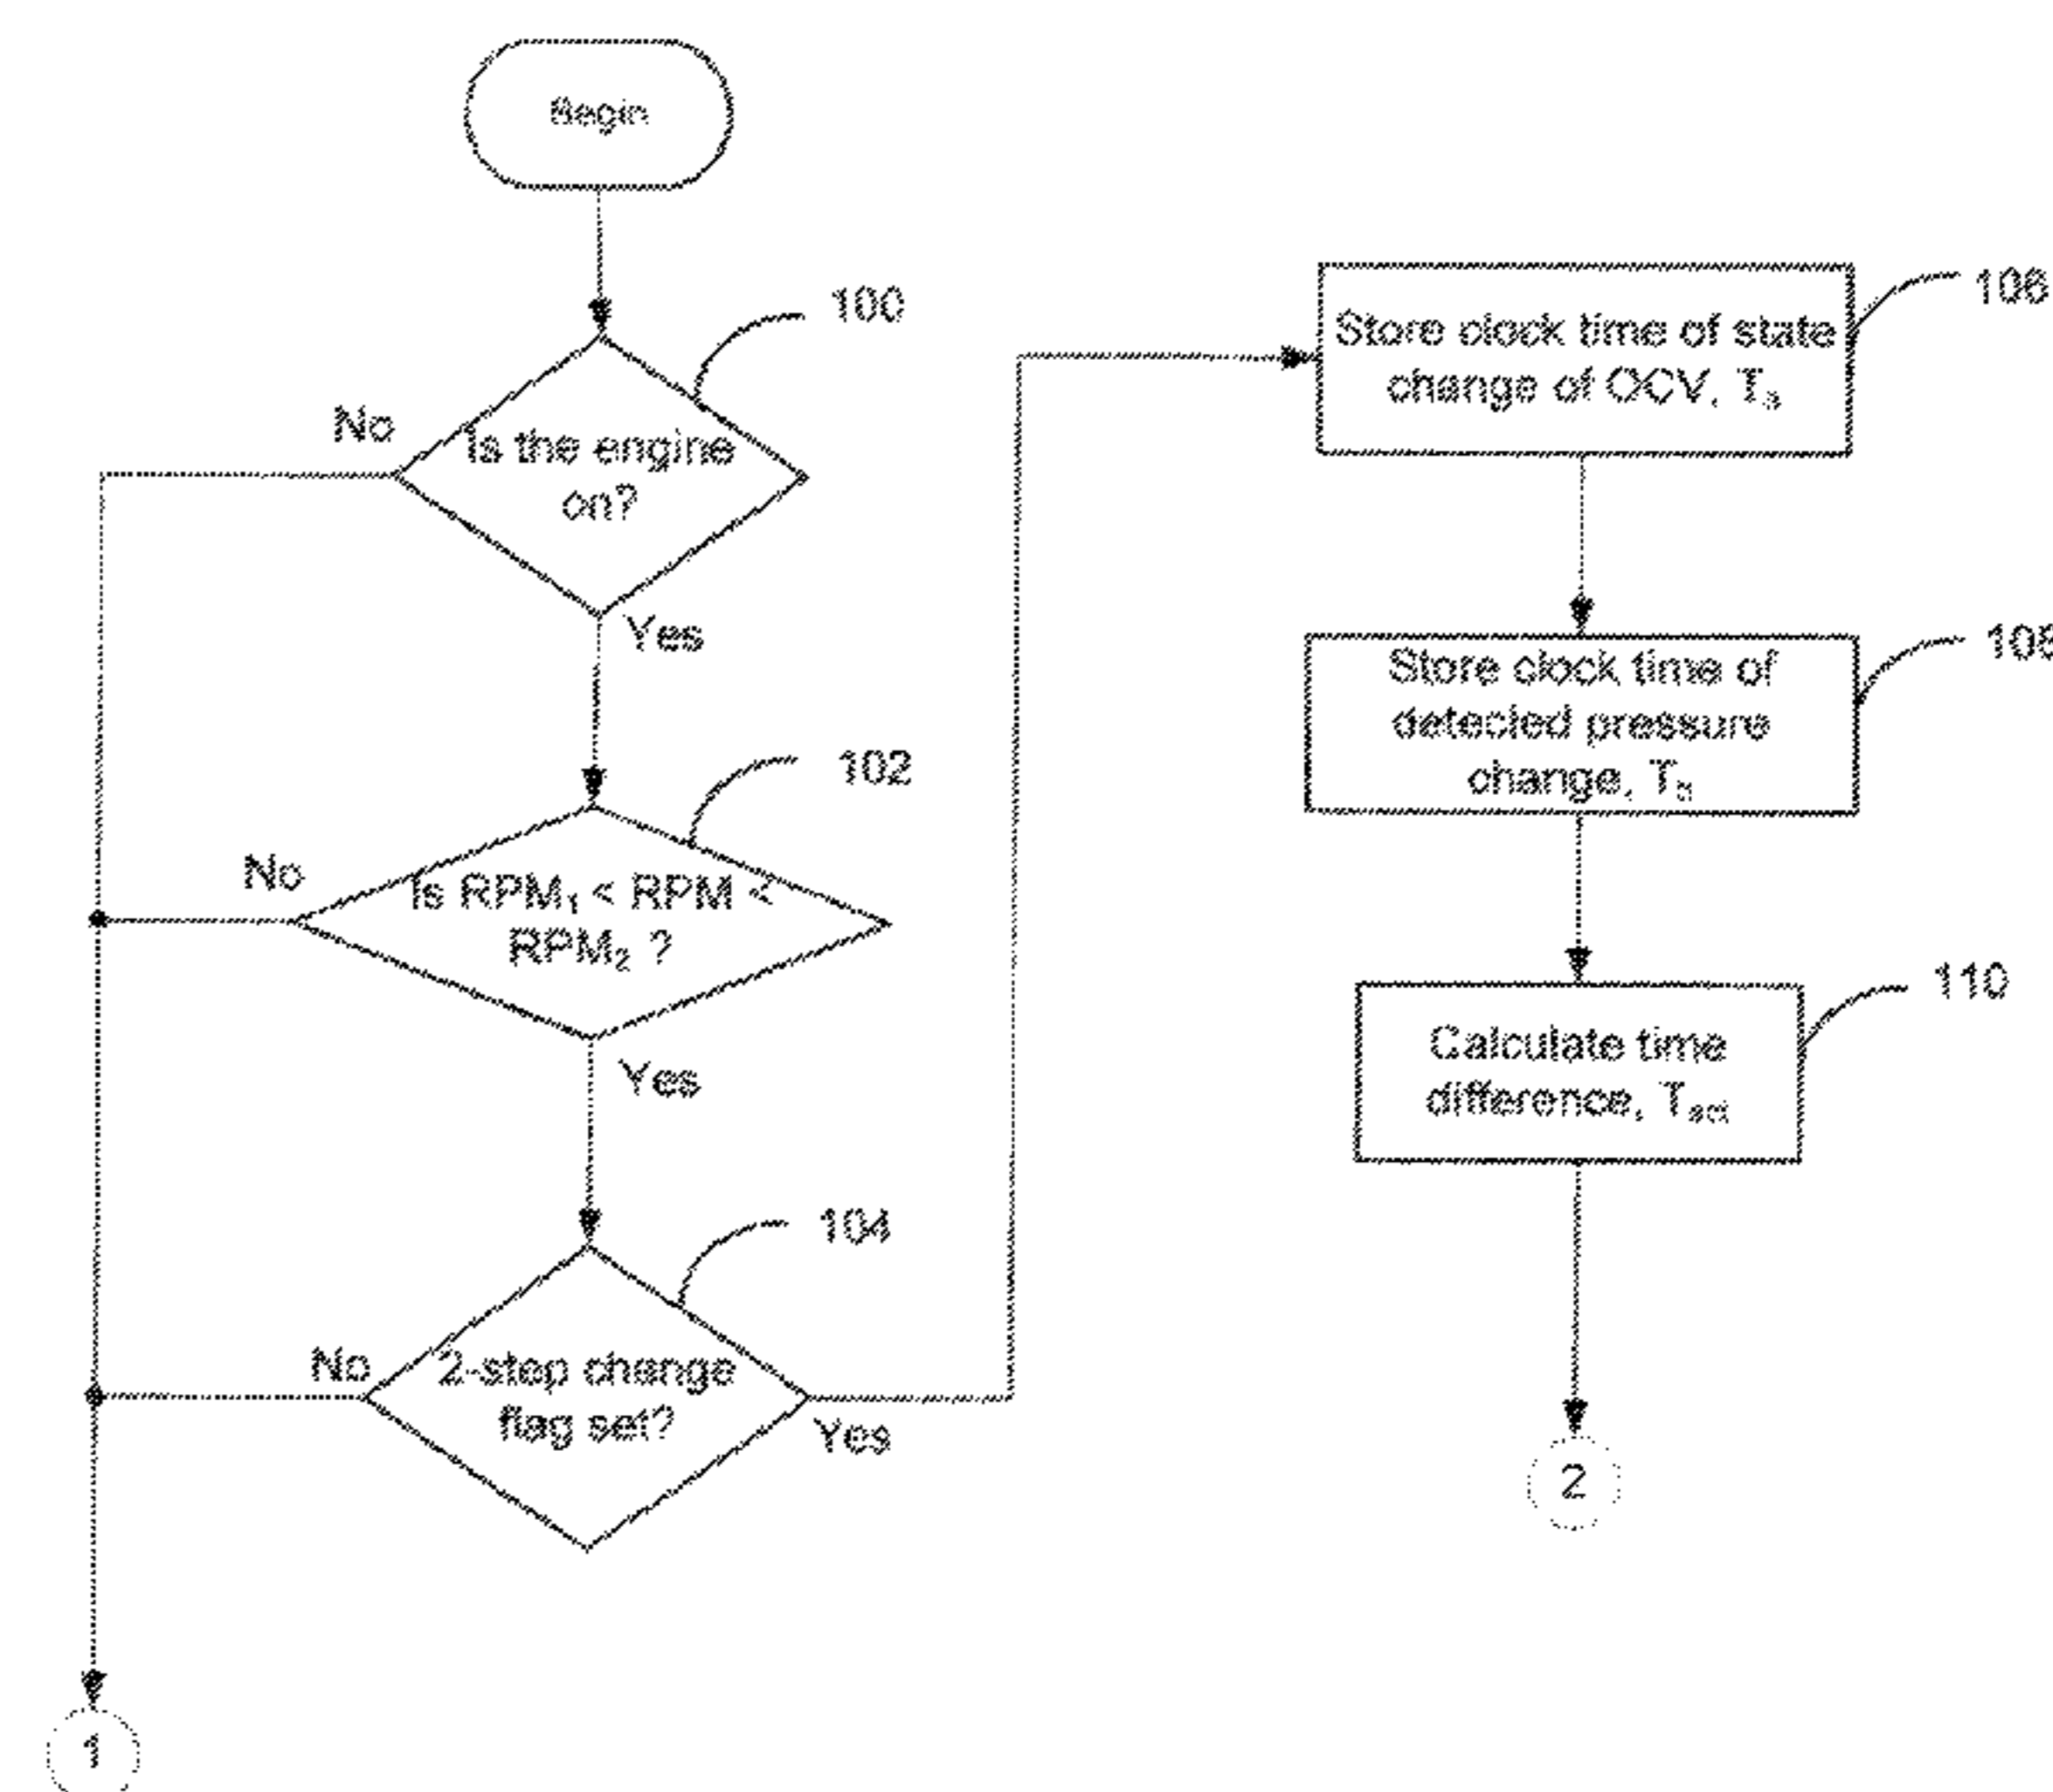 Begin
100
Is the engine
on?
No
Yes
102
Is RPM₁ < RPM <
RPM₂ ?
No
Yes
104
2-step change
flag set?
No
Yes
1
106
Store clock time of state
change of OCV,
108
Store clock time of
detected pressure
change,
110
Calculate time
difference,
2